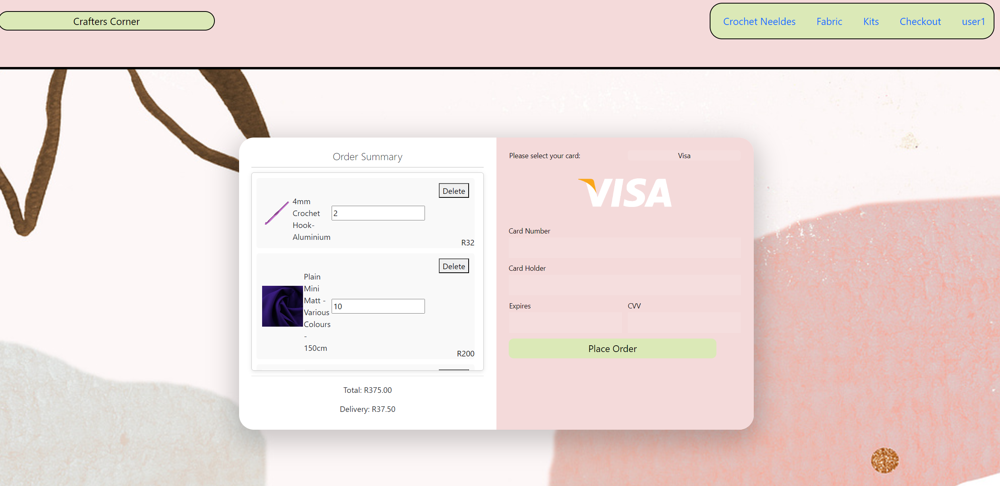 Crafters Corner
Crochet Neeldes Fabric Kits Checkout user1
Order Summary
Delete
4mm
Crochet
Hook-
Aluminium
2
R32
Delete
Plain
Mini
Matt -
Various
Colours
-
150cm
10
R200
Total: R375.00
Delivery: R37.50
Please select your card: Visa
VISA
Card Number
Card Holder
Expires CVV
Place Order